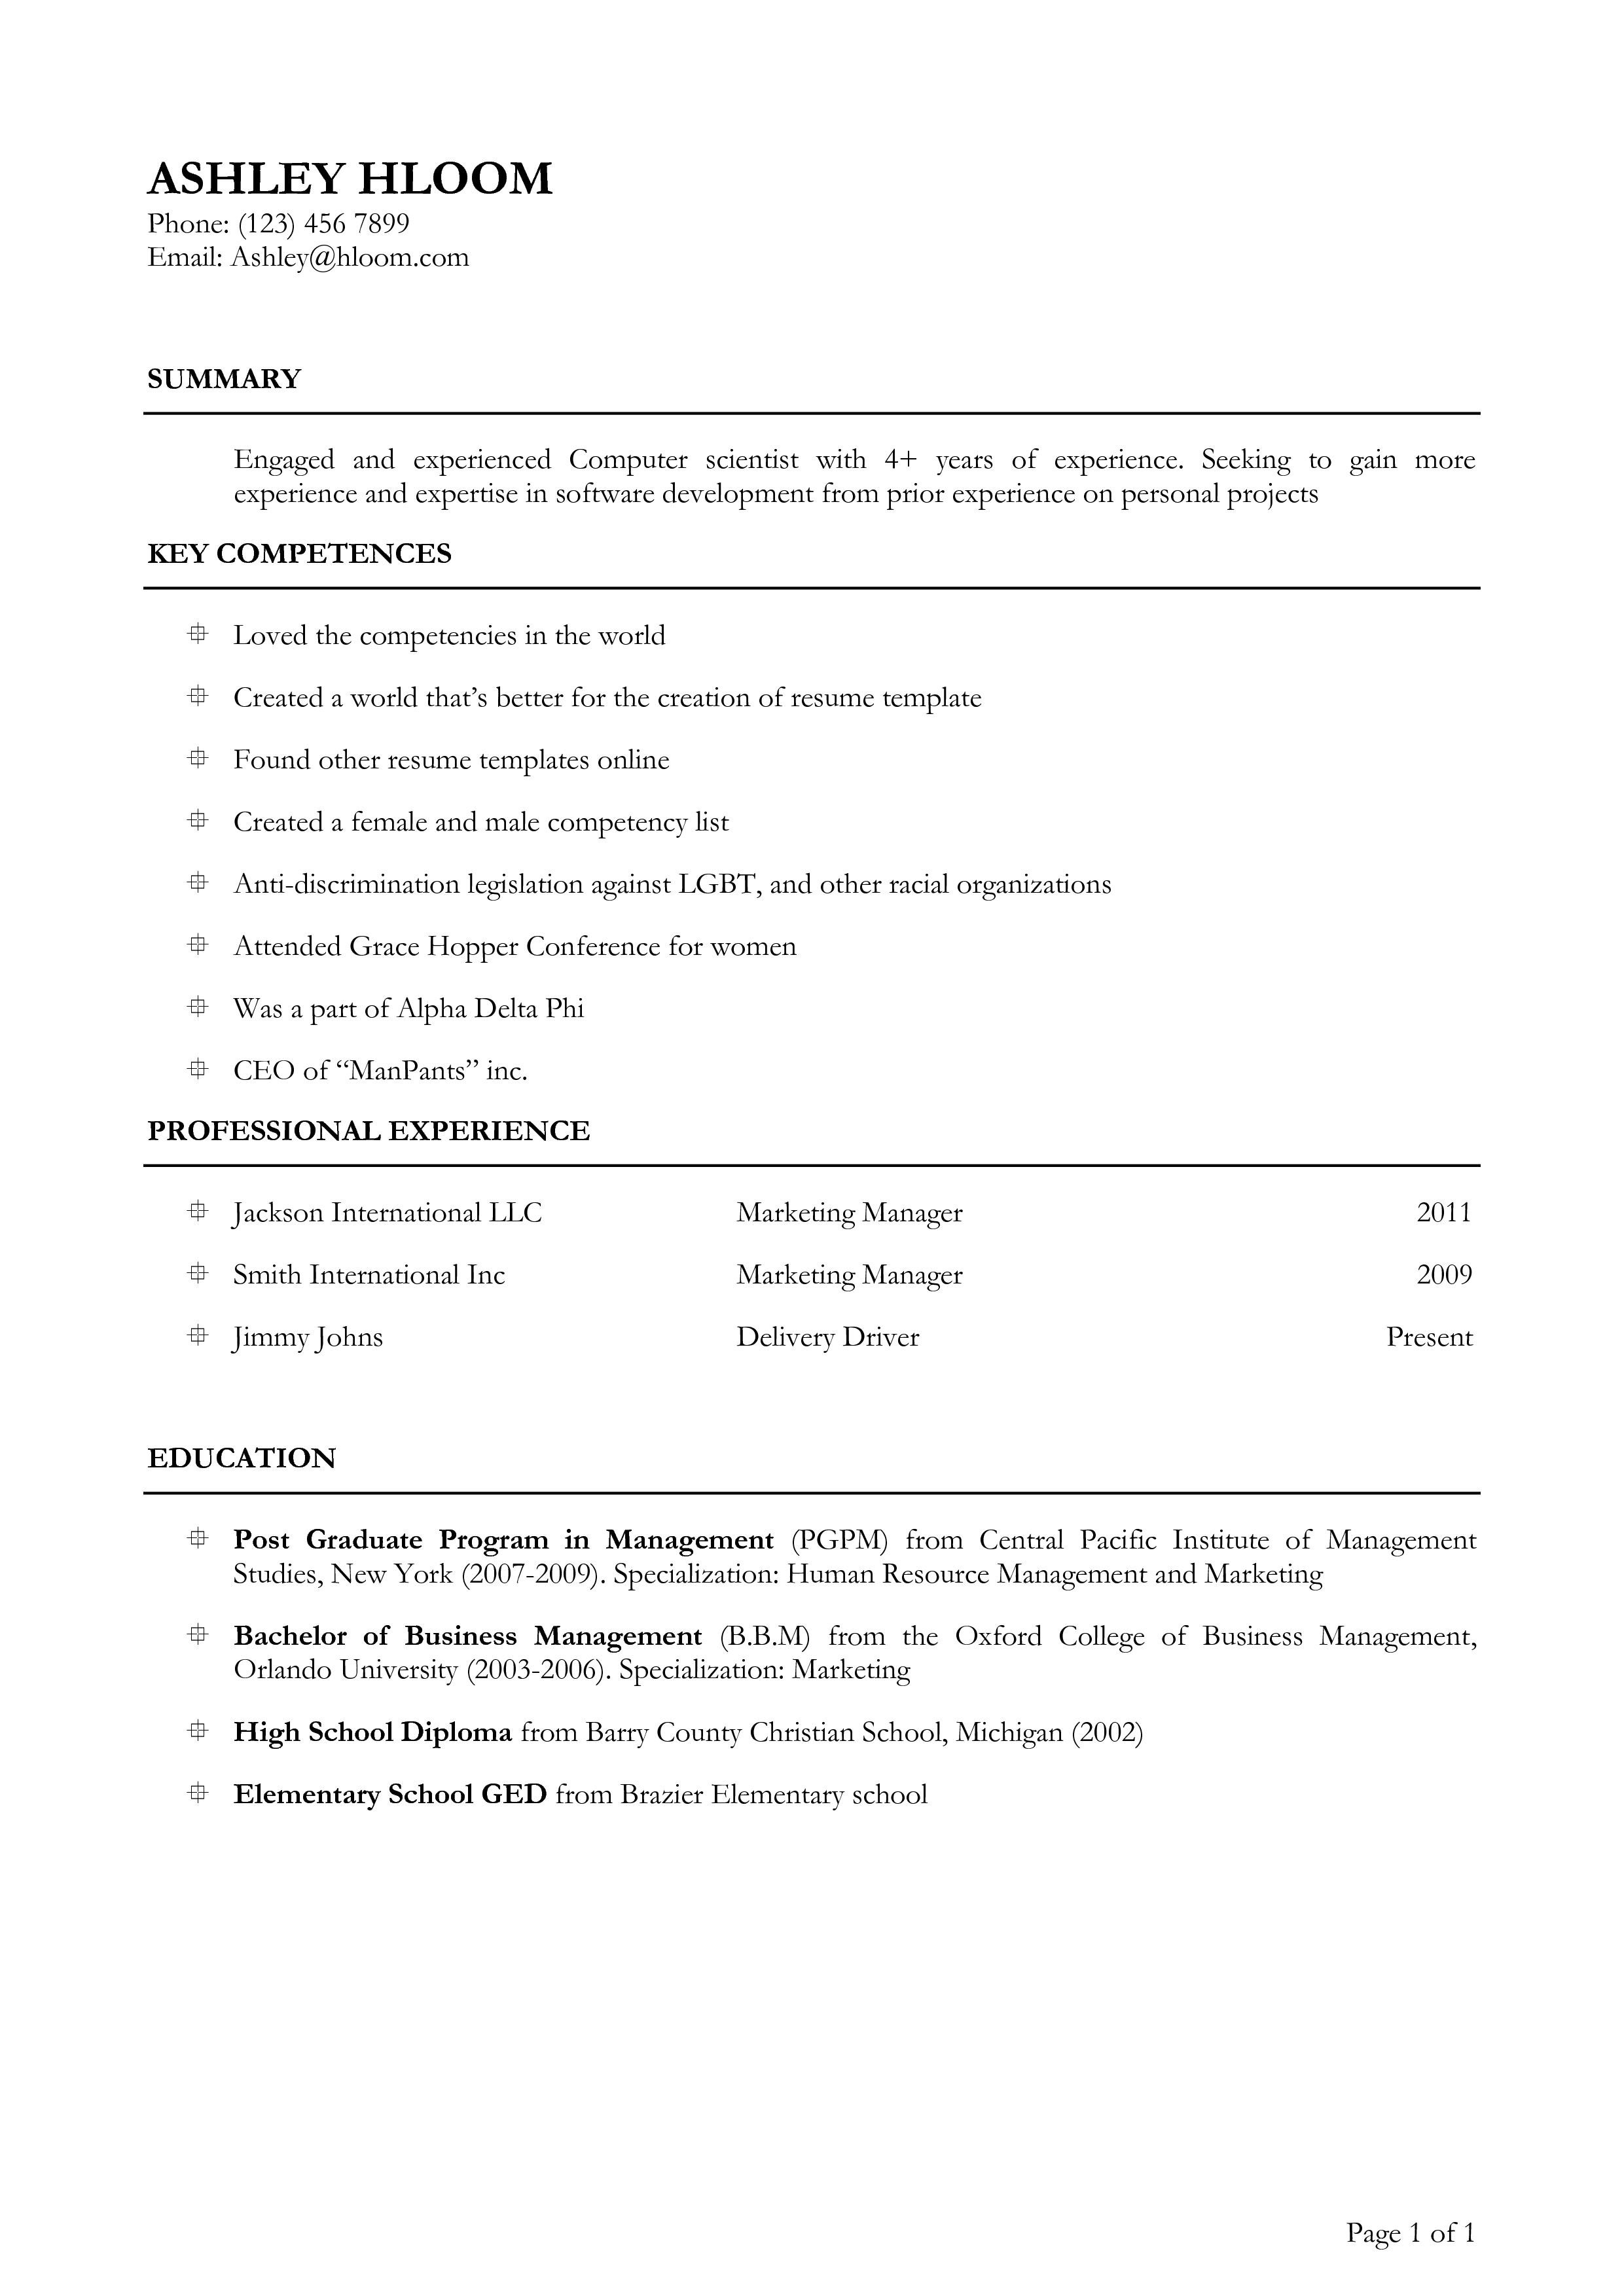 ASHLEY HLOOM
Phone: (123) 456 7899
Email: Ashley@hloom.com
SUMMARY
Engaged and experienced Computer scientist with 4+ years of experience. Seeking to gain more
experience and expertise in software development from prior experience on personal projects
KEY COMPETENCES
Loved the competencies in the world
Created a world that’s better for the creation of resume template
Found other resume templates online
Created a female and male competency list
Anti-discrimination legislation against LGBT, and other racial organizations
Attended Grace Hopper Conference for women
Was a part of Alpha Delta Phi
CEO of “ManPants” inc.
PROFESSIONAL EXPERIENCE
Jackson International LLC Marketing Manager 2011
Smith International Inc Marketing Manager 2009
Jimmy Johns Delivery Driver Present
EDUCATION
Post Graduate Program in Management (PGPM) from Central Pacific Institute of Management
Studies, New York (2007-2009). Specialization: Human Resource Management and Marketing
Bachelor of Business Management (B.B.M) from the Oxford College of Business Management,
Orlando University (2003-2006). Specialization: Marketing
High School Diploma from Barry County Christian School, Michigan (2002)
Elementary School GED from Brazier Elementary school
Page 1 of 1